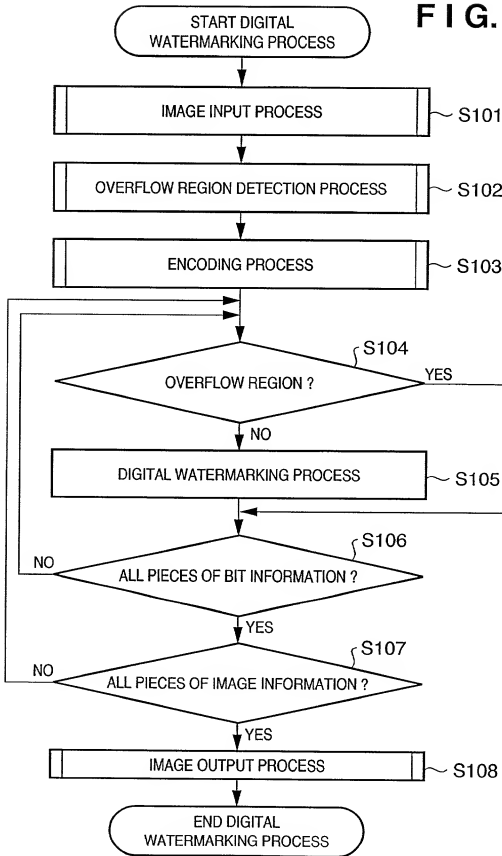 FIG.
START DIGITAL
WATERMARKING PROCESS
IMAGE INPUT PROCESS
S101
OVERFLOW REGION DETECTION PROCESS
S102
ENCODING PROCESS
S103
S104
OVERFLOW REGION ?
YES
NO
DIGITAL WATERMARKING PROCESS
S105
S106
NO
ALL PIECES OF BIT INFORMATION ?
YES
S107
NO
ALL PIECES OF IMAGE INFORMATION ?
YES
IMAGE OUTPUT PROCESS
S108
END DIGITAL
WATERMARKING PROCESS